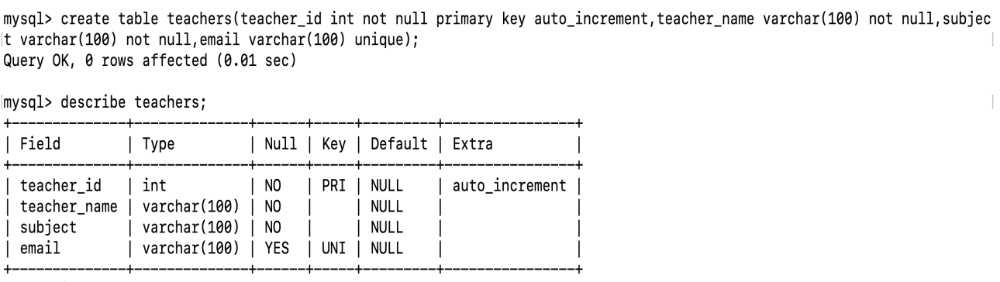 mysql> create table teachers(teacher_id int not null primary key auto_increment,teacher_name varchar(100) not null,subjec
[t varchar(100) not null,email varchar(100) unique); ]
Query OK, 0 rows affected (0.01 sec)

[mysql> describe teachers; ]
+--------------+--------------+------+-----+---------+----------------+
| Field        | Type         | Null | Key | Default | Extra          |
+--------------+--------------+------+-----+---------+----------------+
| teacher_id   | int          | NO   | PRI | NULL    | auto_increment |
| teacher_name | varchar(100) | NO   |     | NULL    |                |
| subject      | varchar(100) | NO   |     | NULL    |                |
| email        | varchar(100) | YES  | UNI | NULL    |                |
+--------------+--------------+------+-----+---------+----------------+